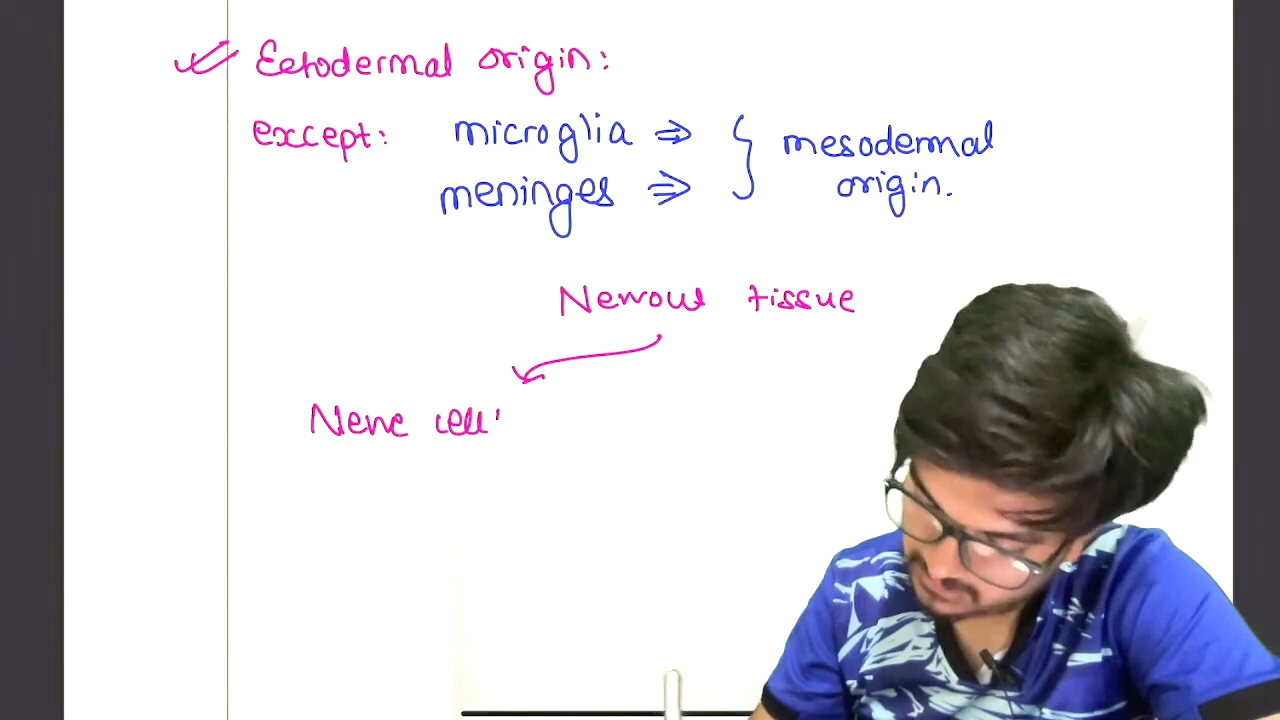 Ectodermal origin:
except: microglia ⇒ } mesodermal
meninges ⇒ origin.
Nervous tissue
Nerve cell'